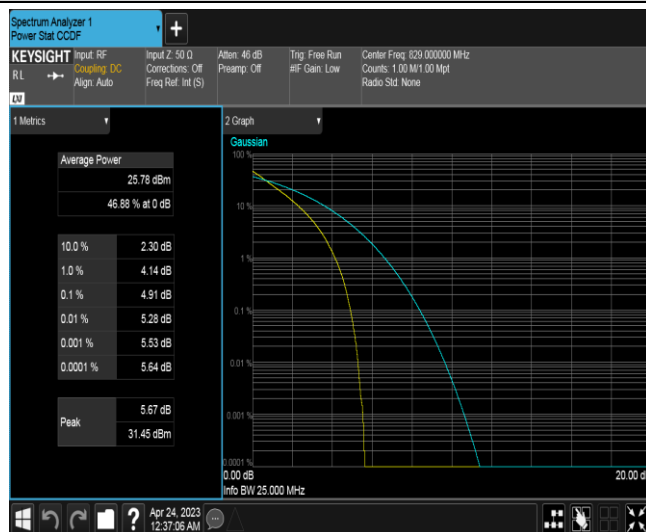 Spectrum Analyzer 1
Power Stat CCDF
KEYSIGHT
RL
LXI
Input: RF
Coupling: DC
Align: Auto
Input Z: 50 Ω
Corrections: Off
Freq Ref: Int (S)
Atten: 46 dB
Preamp: Off
Trig: Free Run
#IF Gain: Low
Center Freq: 829.000000 MHz
Counts: 1.00 M/1.00 Mpt
Radio Std: None
1 Metrics
Average Power
25.78 dBm
46.88 % at 0 dB
10.0 % 2.30 dB
1.0 % 4.14 dB
0.1 % 4.91 dB
0.01 % 5.28 dB
0.001 % 5.53 dB
0.0001 % 5.64 dB
Peak
5.67 dB
31.45 dBm
2 Graph
Gaussian
100 %
10 %
1 %
0.1 %
0.01 %
0.001 %
0.0001 %
0.00 dB
20.00 d
Info BW 25.000 MHz
?
Apr 24, 2023
12:37:06 AM